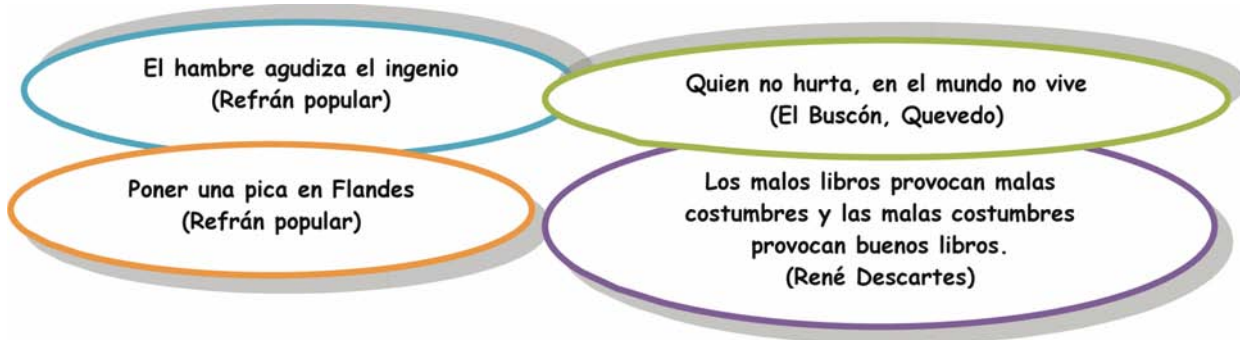 El hambre agudiza el ingenio
(Refrán popular)
Quien no hurta, en el mundo no vive
(El Buscón, Quevedo)
Poner una pica en Flandes
(Refrán popular)
Los malos libros provocan malas
costumbres y las malas costumbres
provocan buenos libros.
(René Descartes)